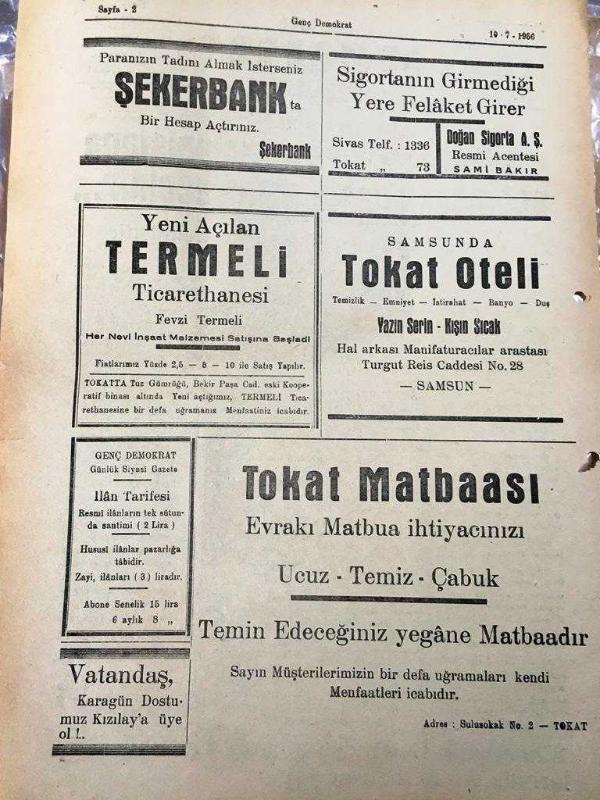 Sayfa - 2
Genç Demokrat
10 - 7 - 1956
Paranızın Tadını Almak İsterseniz
ŞEKERBANK ta
Bir Hesap Açtırınız.
Şekerbank
Sigortanın Girmediği
Yere Felâket Girer
Sivas Telf. : 1336
Tokat „ 73
Doğan Sigorta A. Ş.
Resmi Acentesi
SAMİ BAKIR
Yeni Açılan
TERMELİ
Ticarethanesi
Fevzi Termeli
Her Nevi İnşaat Malzemesi Satışına Başladı
Fiatlarımız Yüzde 2,5 — 5 — 10 ile Satış Yapılır.
TOKATTA Tuz Gümrüğü, Bekir Paşa Cad. eski Koope-
ratif binası altında Yeni açtığımız, TERMELİ Tica-
rethanesine bir defa uğramanız Menfaatiniz icabıdır.
SAMSUNDA
Tokat Oteli
Temizlik — Emniyet — İstirahat — Banyo — Duş
Yazın Serin - Kışın Sıcak
Hal arkası Manifaturacılar arastası
Turgut Reis Caddesi No. 28
— SAMSUN —
GENÇ DEMOKRAT
Günlük Siyasi Gazete
İlân Tarifesi
Resmî ilânların tek sütun-
da santimi ( 2 Lira )
Hususî ilânlar pazarlığa
tâbidir.
Zayi, ilânları ( 3 ) liradır.
Abone Senelik 15 lira
6 aylık 8 „
Vatandaş,
Karagün Dostu-
muz Kızılay'a üye
ol !..
Tokat Matbaası
Evrakı Matbua ihtiyacınızı
Ucuz - Temiz - Çabuk
Temin Edeceğiniz yegâne Matbaadır
Sayın Müşterilerimizin bir defa uğramaları kendi
Menfaatleri icabıdır.
Adres : Sulusokak No. 2 — TOKAT